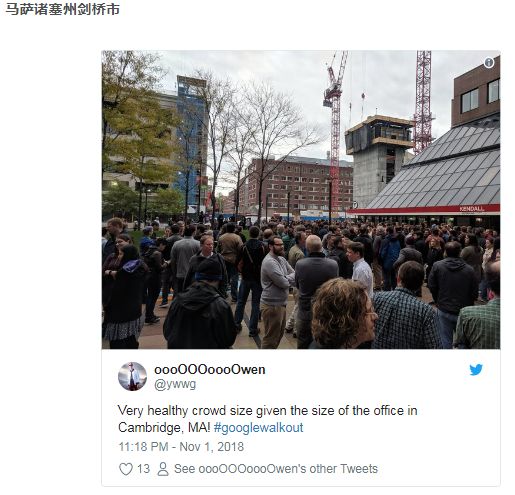 马萨诸塞州剑桥市
KENDALL
oooOOOoooOwen
@ywwg
Very healthy crowd size given the size of the office in
Cambridge, MA! #googlewalkout
11:18 PM - Nov 1, 2018
13 See oooOOOoooOwen's other Tweets